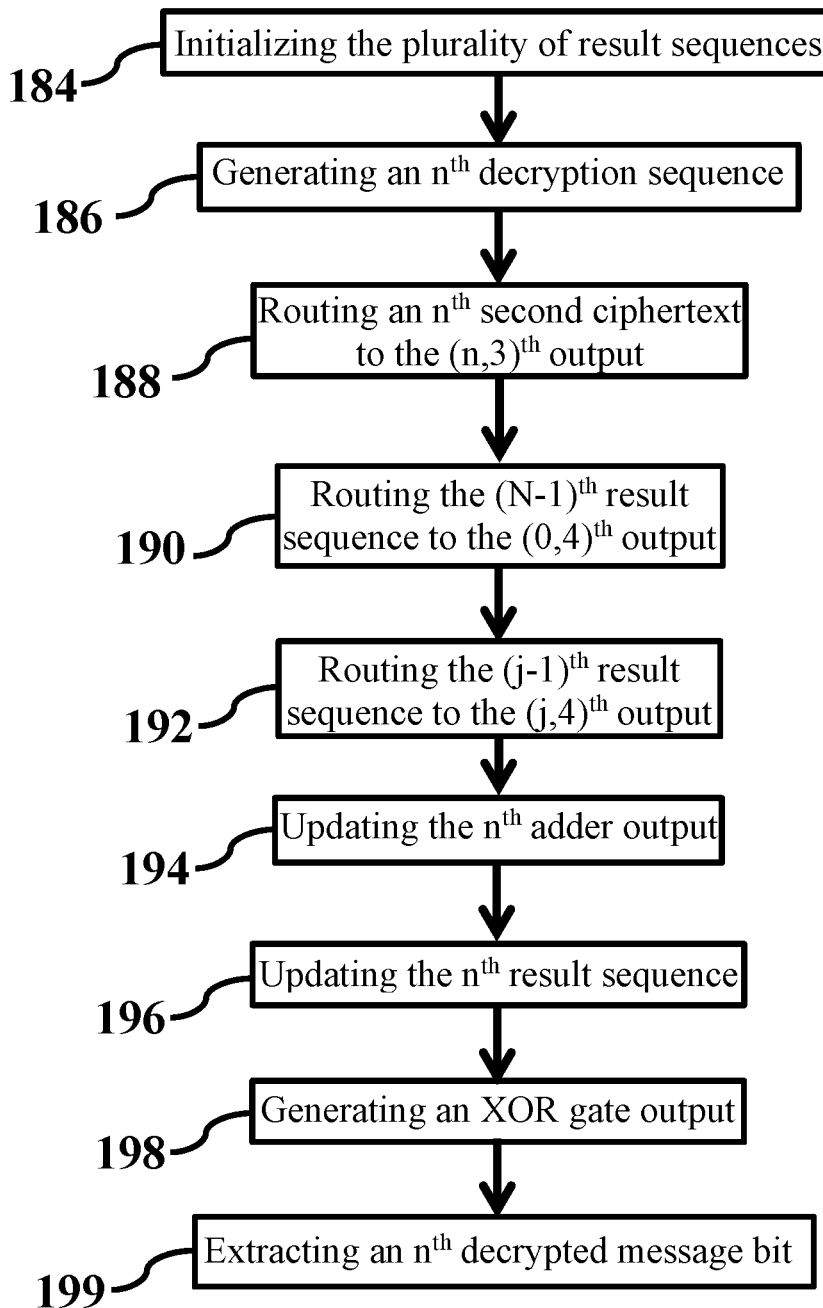 Initializing the plurality of result sequences
184
Generating an nth decryption sequence
186
Routing an nth second ciphertext
to the (n,3)th output
188
Routing the (N-1)th result
sequence to the (0,4)th output
190
Routing the (j-1)th result
sequence to the (j,4)th output
192
Updating the nth adder output
194
Updating the nth result sequence
196
Generating an XOR gate output
198
Extracting an nth decrypted message bit
199